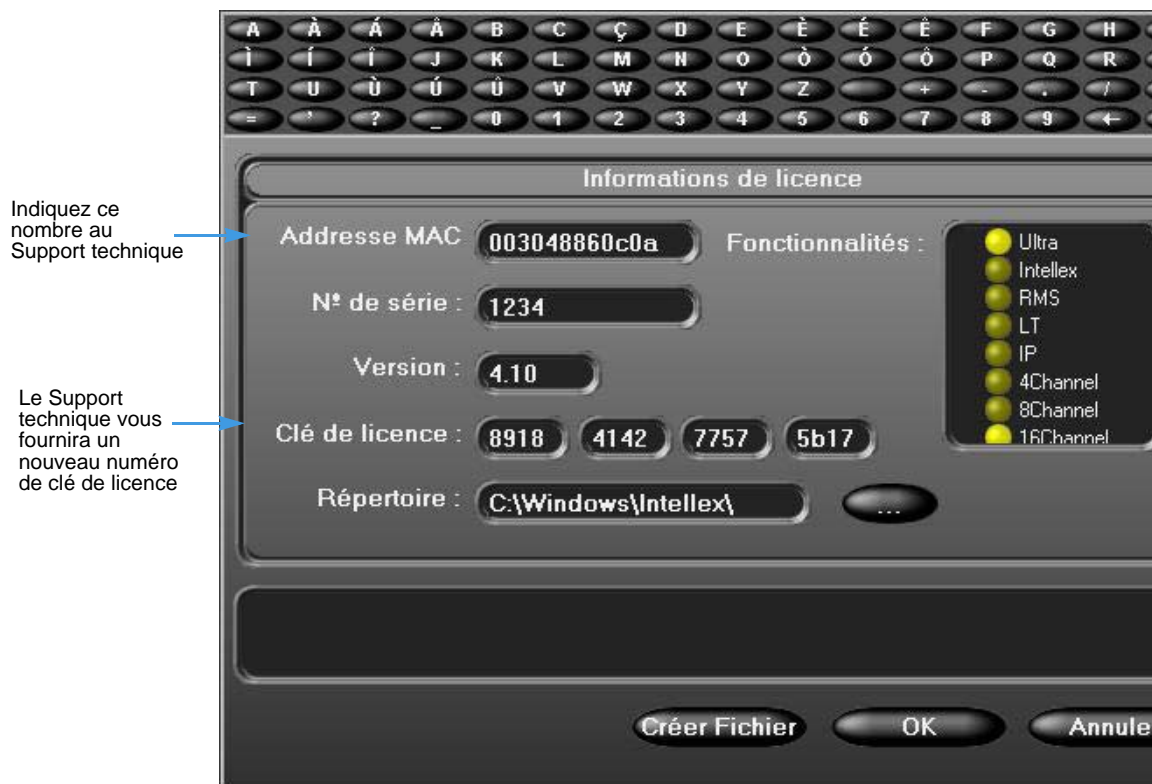 A À Á Â B C Ç D E È É Ê F G H
Ì Í Î J K L M N O Ò Ó Ô P Q R
T U Ù Ú Û V W X Y Z + - . /
= ' ? _ 0 1 2 3 4 5 6 7 8 9 ←
Informations de licence
Indiquez ce
nombre au
Support technique
Addresse MAC 003048860c0a
Nº de série : 1234
Version : 4.10
Le Support
technique vous
fournira un
nouveau numéro
de clé de licence
Clé de licence : 8918 4142 7757 5b17
Répertoire : C:\Windows\Intellex\ ...
Fonctionnalités :
Ultra
Intellex
RMS
LT
IP
4Channel
8Channel
16Channel
Créer Fichier OK Annule